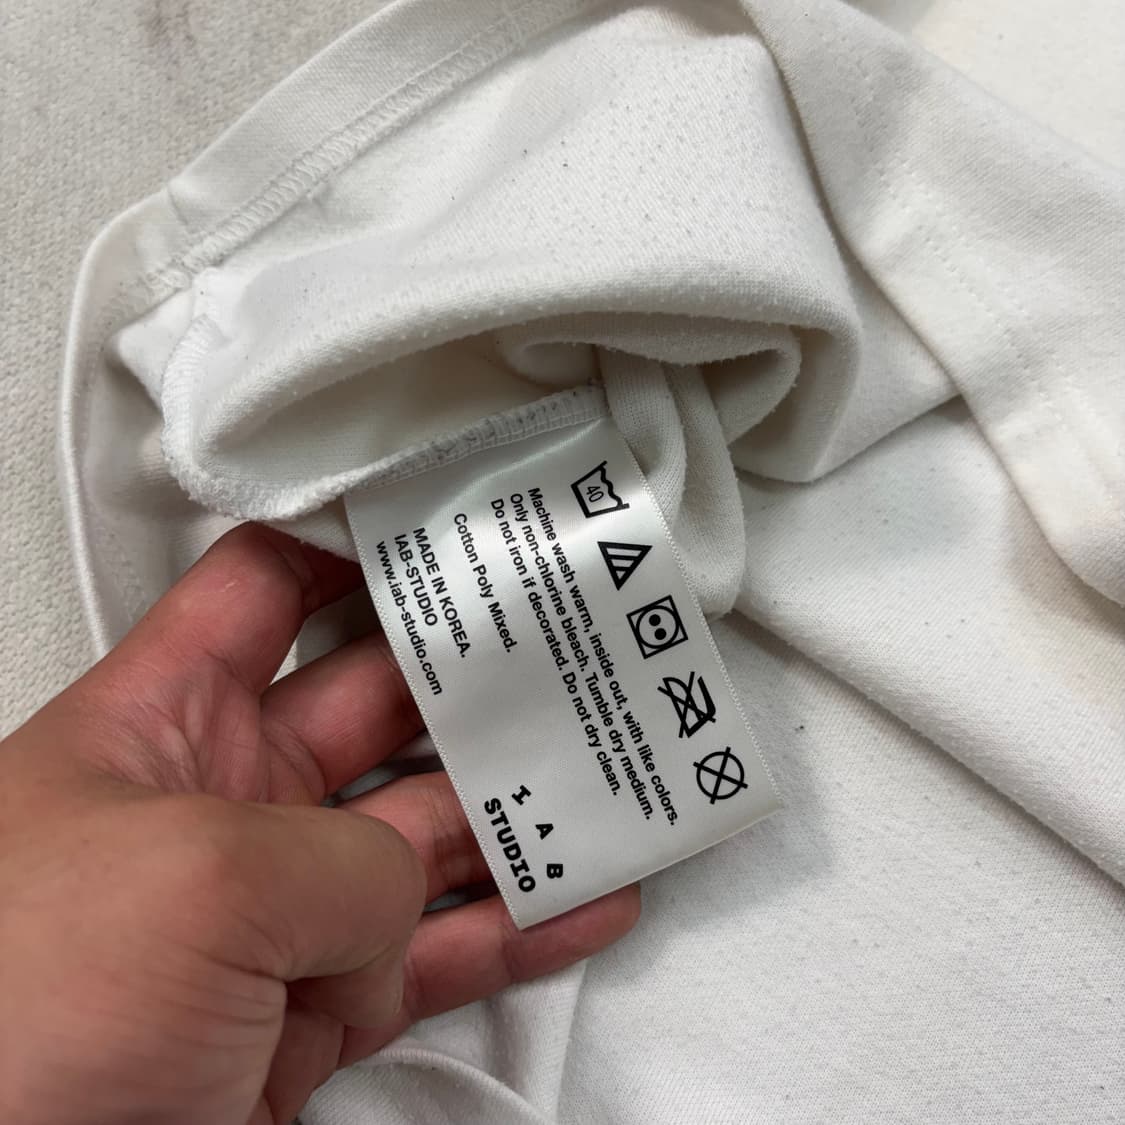 40
Machine wash warm, inside out, with like colors.
Only non-chlorine bleach. Tumble dry medium.
Do not iron if decorated. Do not dry clean.
Cotton Poly Mixed.
MADE IN KOREA.
IAB-STUDIO
www.iab-studio.com
I A B
STUDIO